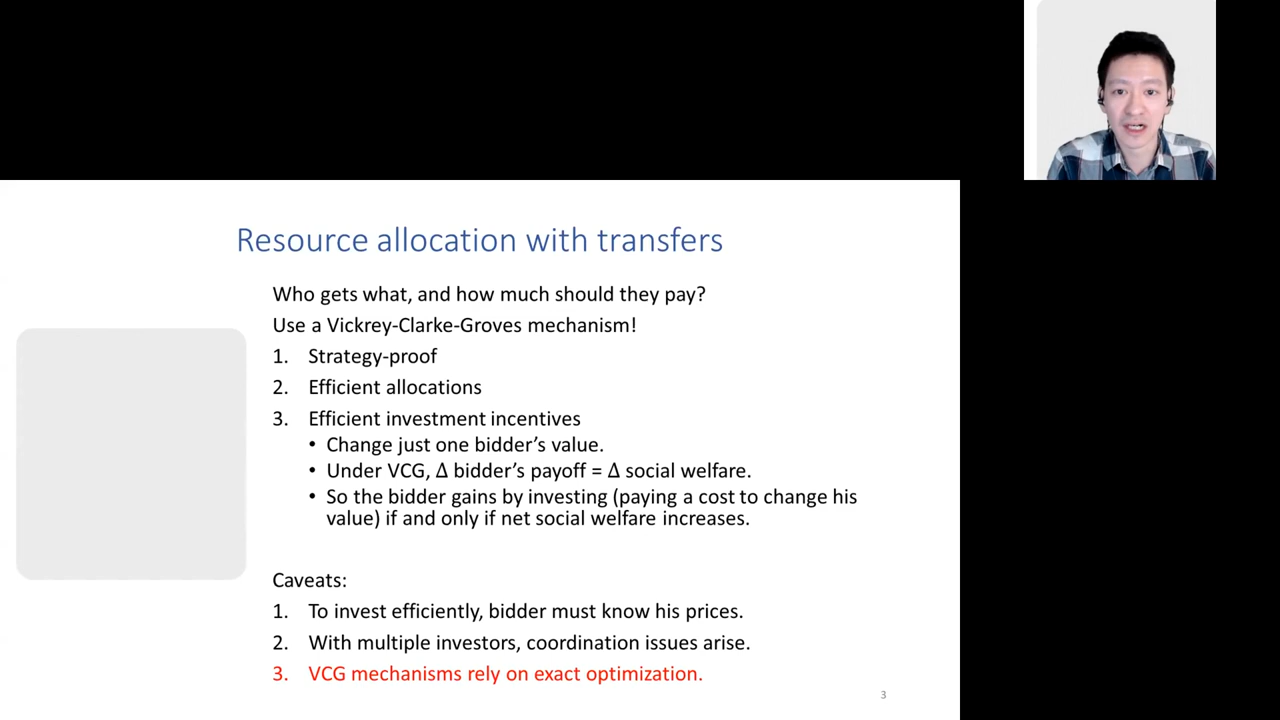 Resource allocation with transfers
Who gets what, and how much should they pay?
Use a Vickrey-Clarke-Groves mechanism!
1. Strategy-proof
2. Efficient allocations
3. Efficient investment incentives
• Change just one bidder’s value.
• Under VCG, Δ bidder’s payoff = Δ social welfare.
• So the bidder gains by investing (paying a cost to change his
value) if and only if net social welfare increases.
Caveats:
1. To invest efficiently, bidder must know his prices.
2. With multiple investors, coordination issues arise.
3. VCG mechanisms rely on exact optimization.
3